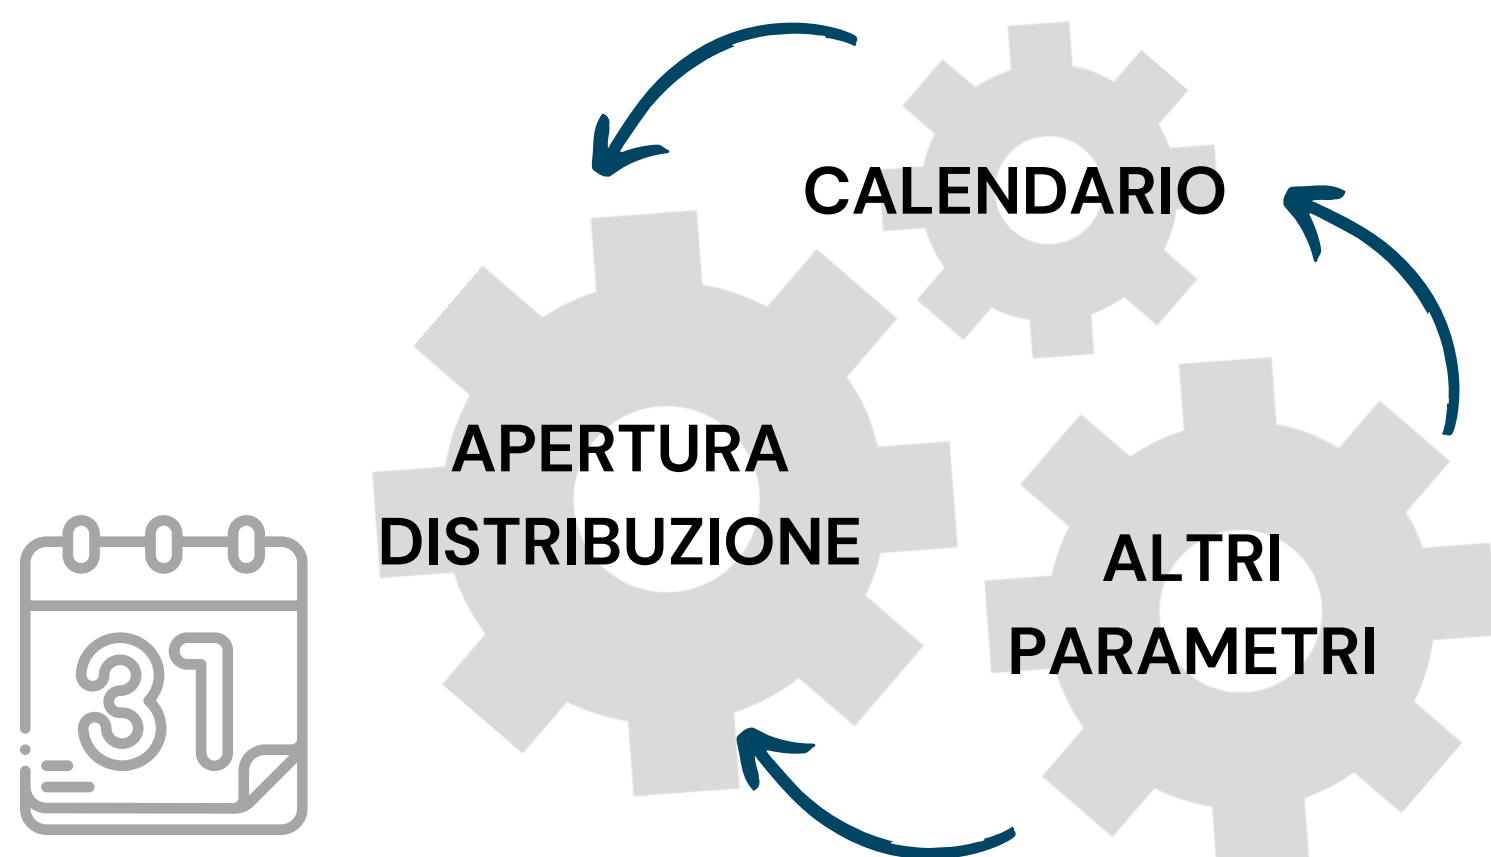 CALENDARIO
APERTURA
DISTRIBUZIONE
ALTRI
PARAMETRI
31